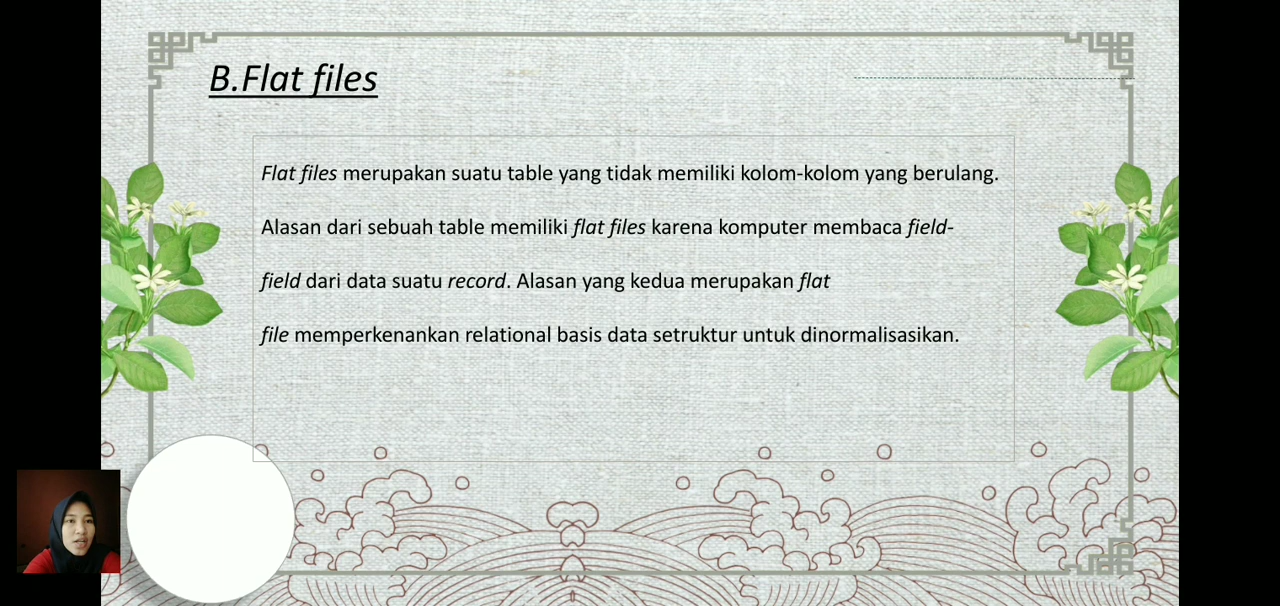 B.Flat files
Flat files merupakan suatu table yang tidak memiliki kolom-kolom yang berulang.
Alasan dari sebuah table memiliki flat files karena komputer membaca field-
field dari data suatu record. Alasan yang kedua merupakan flat
file memperkenankan relational basis data setruktur untuk dinormalisasikan.